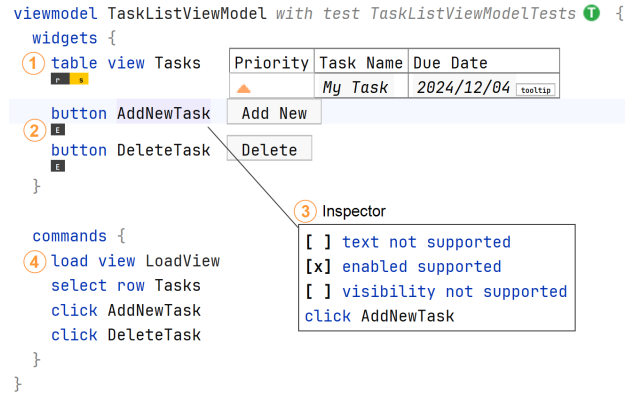 viewmodel TaskListViewModel with test TaskListViewModelTests T {
widgets {
1 table view Tasks Priority Task Name Due Date
r s My Task 2024/12/04 tooltip
button AddNewTask Add New
2 E
button DeleteTask Delete
E
}
3 Inspector
commands {
[ ] text not supported
4 load view LoadView
[x] enabled supported
select row Tasks
[ ] visibility not supported
click AddNewTask
click AddNewTask
click DeleteTask
}
}